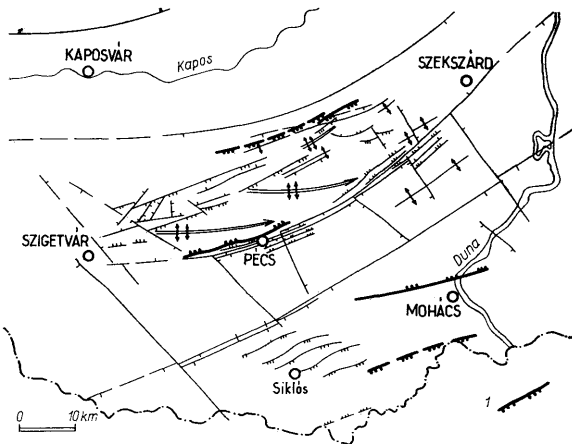 KAPOSVÁR
Kapos
SZEKSZÁRD
SZIGETVÁR
PÉCS
Duna
MOHÁCS
Siklós
0 10 km
1